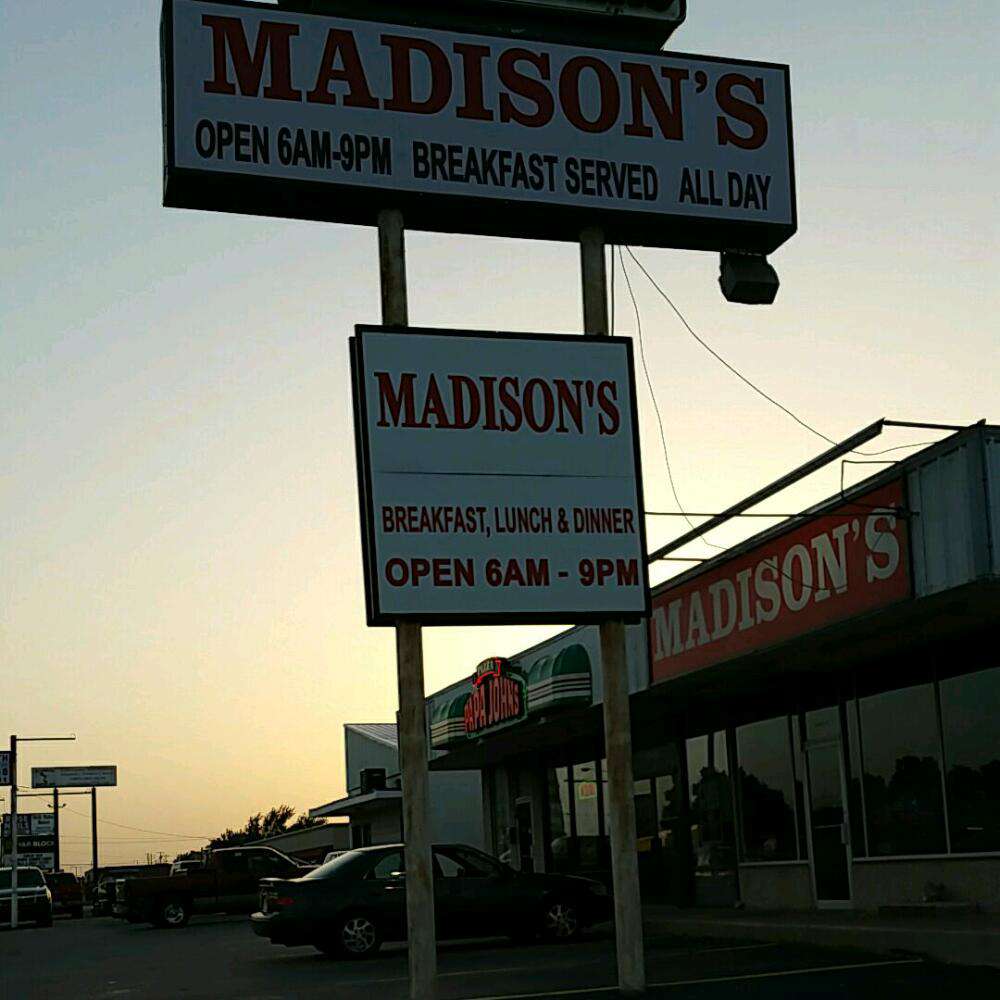 MADISON'S
OPEN 6AM-9PM BREAKFAST SERVED ALL DAY
MADISON'S
BREAKFAST, LUNCH & DINNER
OPEN 6AM - 9PM
MADISON'S
PAPA JOHNS